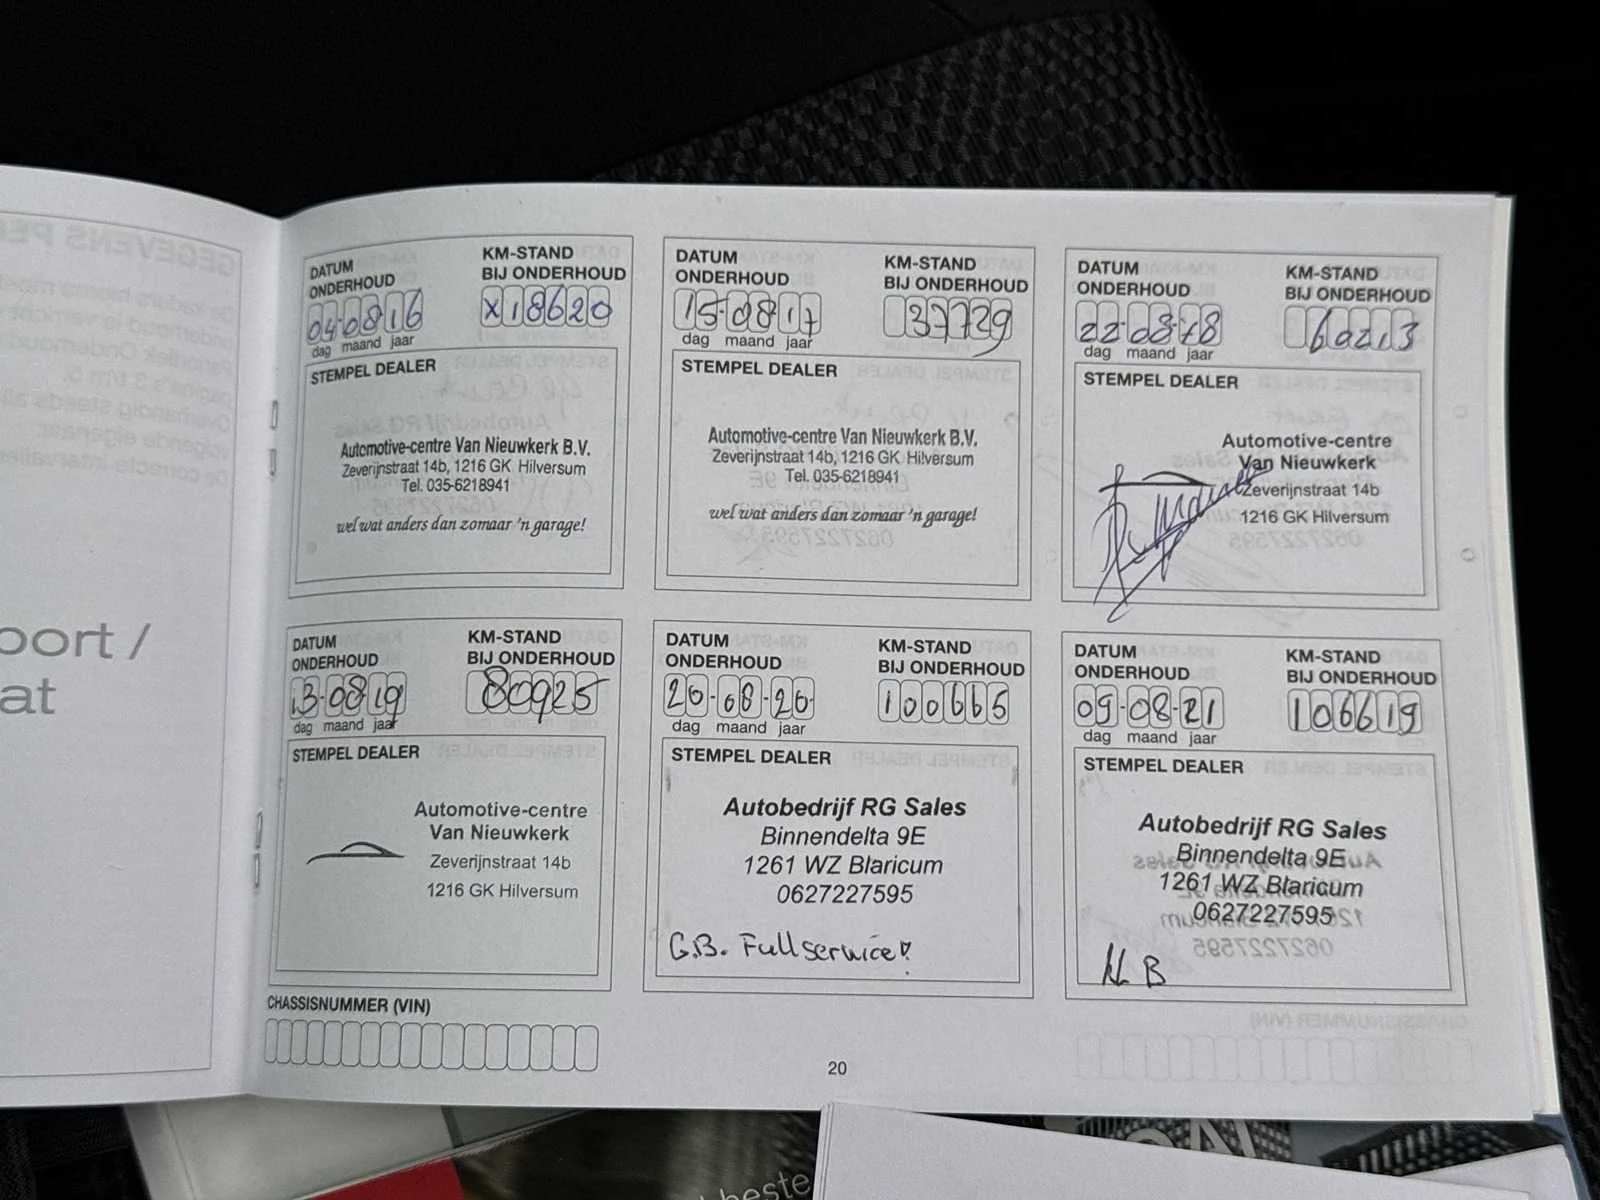 DATUM
ONDERHOUD
KM-STAND
BIJ ONDERHOUD
04-08-16
X18620
dag maand jaar
STEMPEL DEALER
Automotive-centre Van Nieuwkerk B.V.
Zeverijnstraat 14b, 1216 GK Hilversum
Tel. 035-6218941
wel wat anders dan zomaar 'n garage!
DATUM
ONDERHOUD
KM-STAND
BIJ ONDERHOUD
15-08-17
37729
dag maand jaar
STEMPEL DEALER
Automotive-centre Van Nieuwkerk B.V.
Zeverijnstraat 14b, 1216 GK Hilversum
Tel. 035-6218941
wel wat anders dan zomaar 'n garage!
DATUM
ONDERHOUD
KM-STAND
BIJ ONDERHOUD
22-08-18
60213
dag maand jaar
STEMPEL DEALER
Automotive-centre
Van Nieuwkerk
Zeverijnstraat 14b
1216 GK Hilversum
DATUM
ONDERHOUD
KM-STAND
BIJ ONDERHOUD
13-08-19
80925
dag maand jaar
STEMPEL DEALER
Automotive-centre
Van Nieuwkerk
Zeverijnstraat 14b
1216 GK Hilversum
DATUM
ONDERHOUD
KM-STAND
BIJ ONDERHOUD
20-08-20
100665
dag maand jaar
STEMPEL DEALER
Autobedrijf RG Sales
Binnendelta 9E
1261 WZ Blaricum
0627227595
G.B. Fullservice!
DATUM
ONDERHOUD
KM-STAND
BIJ ONDERHOUD
09-08-21
106619
dag maand jaar
STEMPEL DEALER
Autobedrijf RG Sales
Binnendelta 9E
1261 WZ Blaricum
0627227595
CHASSISNUMMER (VIN)
20
port /
at
beste